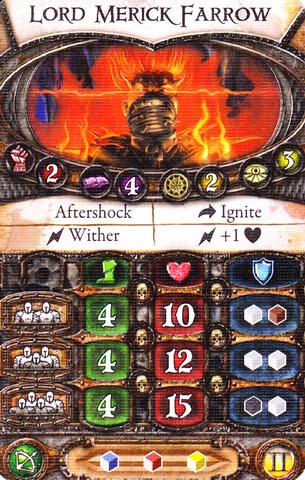 Lord Merick Farrow
2 4 2 3
Aftershock Ignite
Wither +1
4 10
4 12
4 15
II